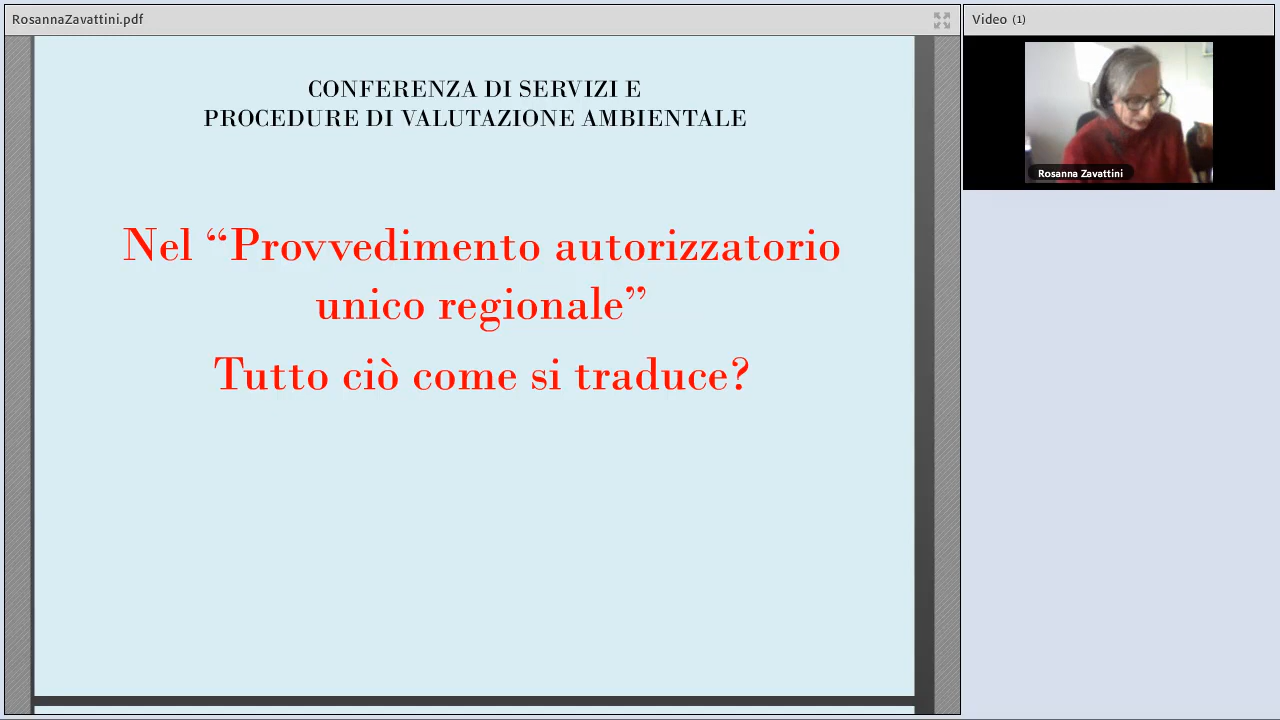 RosannaZavattini.pdf
Video (1)
CONFERENZA DI SERVIZI E
PROCEDURE DI VALUTAZIONE AMBIENTALE
Nel “Provvedimento autorizzatorio
unico regionale”
Tutto ciò come si traduce?
Rosanna Zavattini